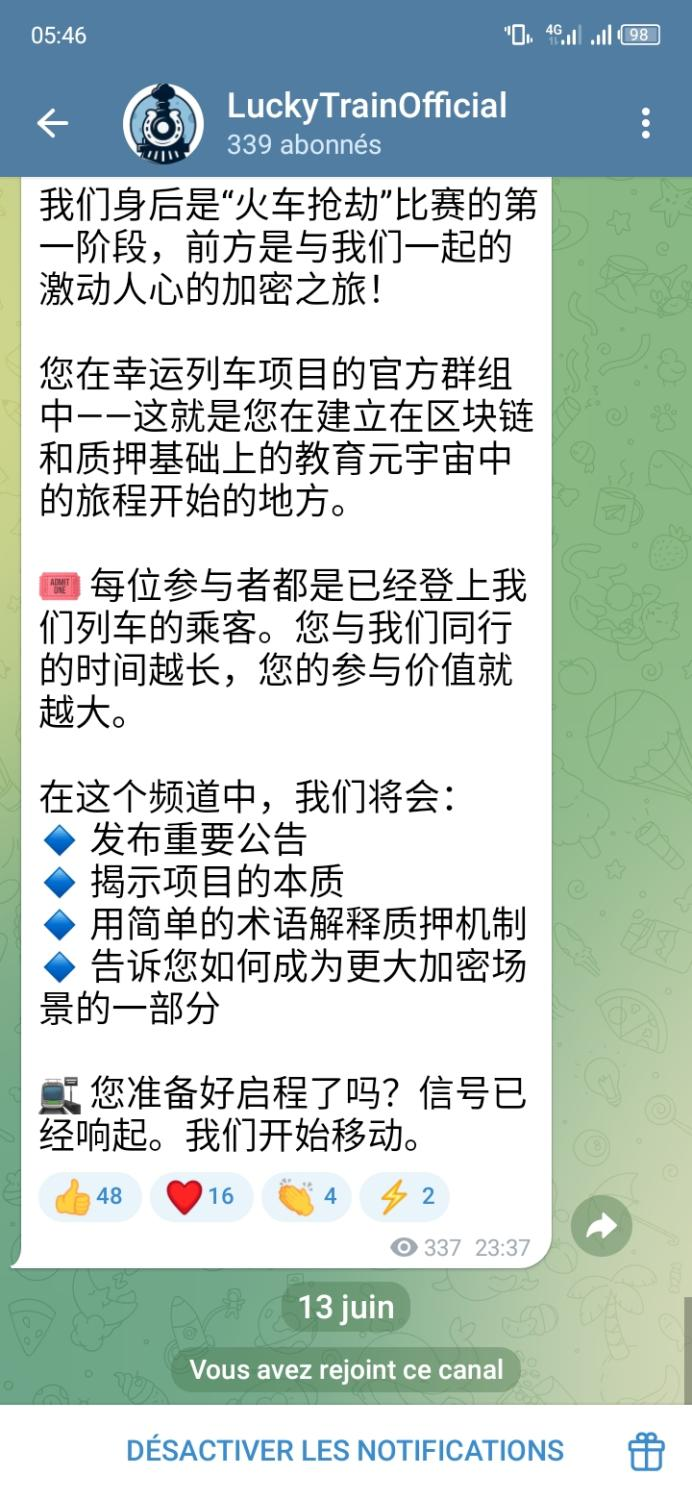 05:46
4G
98
LuckyTrainOfficial
339 abonnés
我们身后是“火车抢劫”比赛的第
一阶段，前方是与我们一起的
激动人心的加密之旅！
您在幸运列车项目的官方群组
中——这就是您在建立在区块链
和质押基础上的教育元宇宙中
的旅程开始的地方。
🎟 每位参与者都是已经登上我
们列车的乘客。您与我们同行
的时间越长，您的参与价值就
越大。
在这个频道中，我们将会：
🔷 发布重要公告
🔷 揭示项目的本质
🔷 用简单的术语解释质押机制
🔷 告诉您如何成为更大加密场
景的一部分
🚉 您准备好启程了吗？信号已
经响起。我们开始移动。
👍 48 ❤ 16 👏 4 ⚡ 2
337 23:37
13 juin
Vous avez rejoint ce canal
DÉSACTIVER LES NOTIFICATIONS